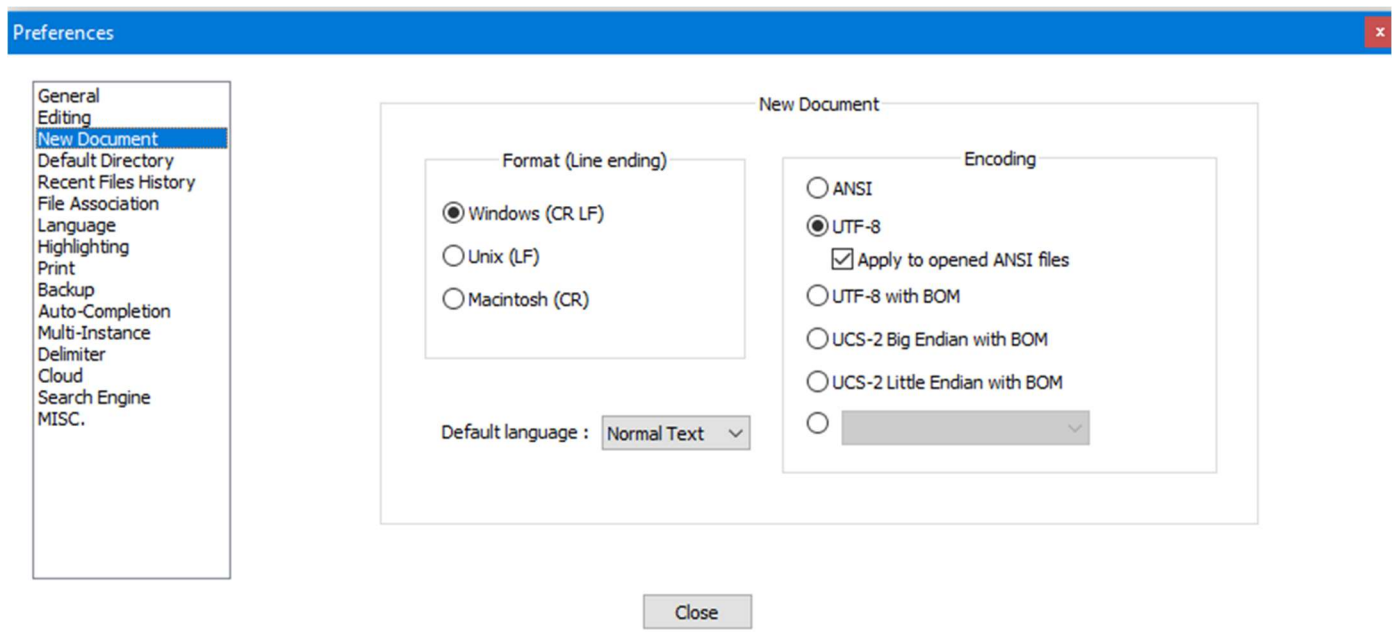 Preferences
x
General
Editing
New Document
Default Directory
Recent Files History
File Association
Language
Highlighting
Print
Backup
Auto-Completion
Multi-Instance
Delimiter
Cloud
Search Engine
MISC.
New Document
Format (Line ending)
Windows (CR LF)
Unix (LF)
Macintosh (CR)
Default language : Normal Text
Encoding
ANSI
UTF-8
Apply to opened ANSI files
UTF-8 with BOM
UCS-2 Big Endian with BOM
UCS-2 Little Endian with BOM
Close